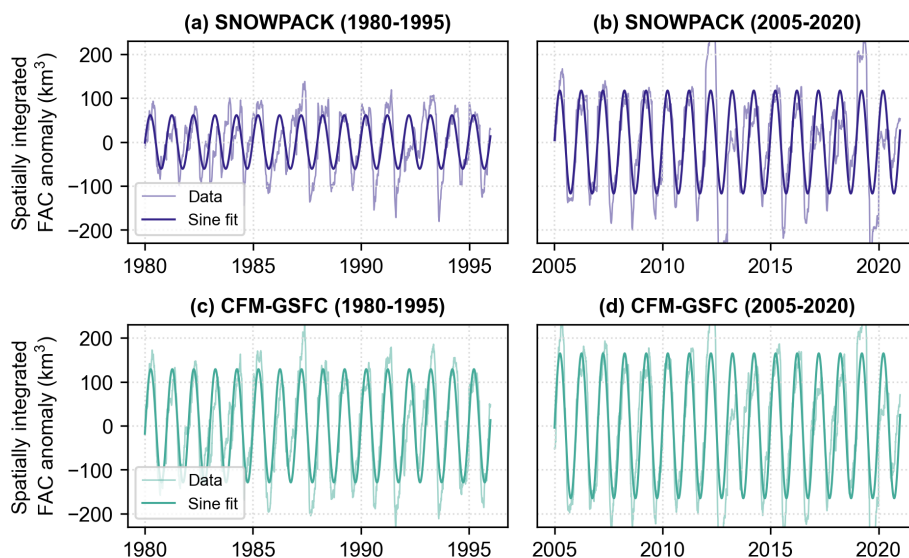 (a) SNOWPACK (1980-1995)
(b) SNOWPACK (2005-2020)
Spatially integrated
FAC anomaly (km³)
200
100
0
−100
−200
Data
Sine fit
1980
1985
1990
1995
2005
2010
2015
2020
(c) CFM-GSFC (1980-1995)
(d) CFM-GSFC (2005-2020)
Spatially integrated
FAC anomaly (km³)
200
100
0
−100
−200
Data
Sine fit
1980
1985
1990
1995
2005
2010
2015
2020